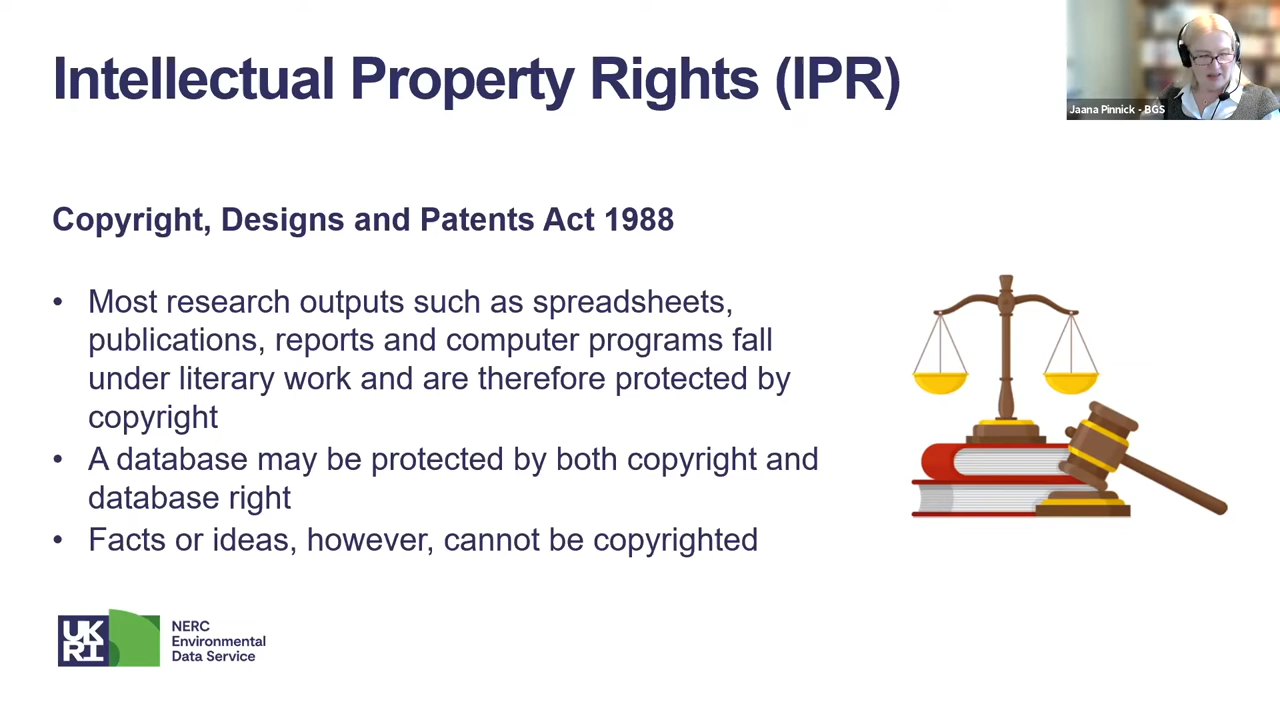 Intellectual Property Rights (IPR)
Jaana Pinnick - BGS
Copyright, Designs and Patents Act 1988
• Most research outputs such as spreadsheets,
publications, reports and computer programs fall
under literary work and are therefore protected by
copyright
• A database may be protected by both copyright and
database right
• Facts or ideas, however, cannot be copyrighted
UK
RI
NERC
Environmental
Data Service